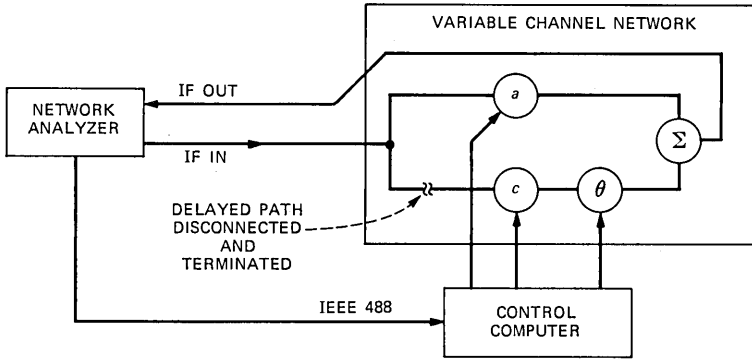 VARIABLE CHANNEL NETWORK
IF OUT
a
NETWORK
ANALYZER
Σ
IF IN
c
θ
DELAYED PATH
DISCONNECTED
AND
TERMINATED
IEEE 488
CONTROL
COMPUTER